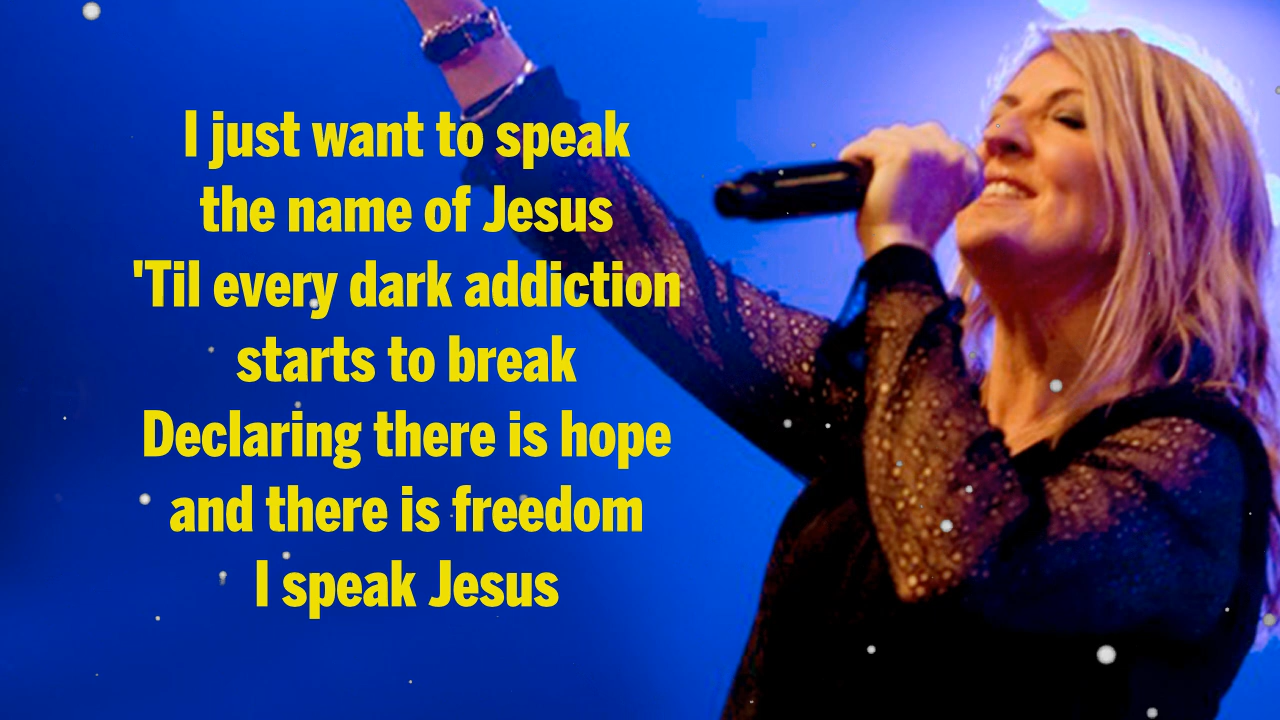 I just want to speak
the name of Jesus
'Til every dark addiction
starts to break
Declaring there is hope
and there is freedom
I speak Jesus